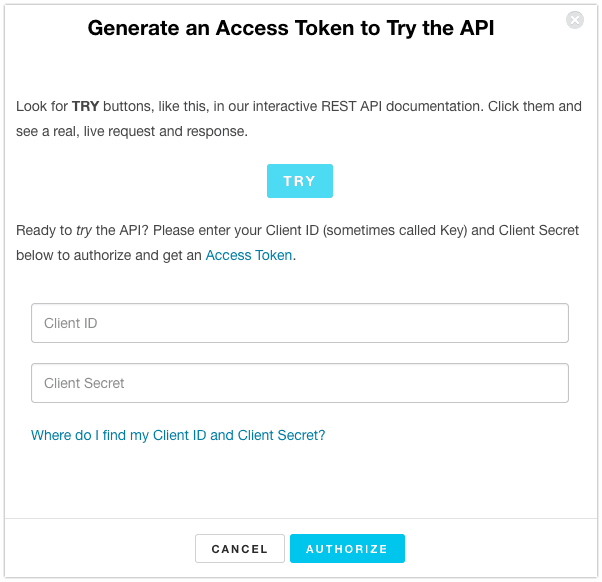 Generate an Access Token to Try the API
Look for TRY buttons, like this, in our interactive REST API documentation. Click them and
see a real, live request and response.
TRY
Ready to try the API? Please enter your Client ID (sometimes called Key) and Client Secret
below to authorize and get an Access Token.
Client ID
Client Secret
Where do I find my Client ID and Client Secret?
CANCEL AUTHORIZE